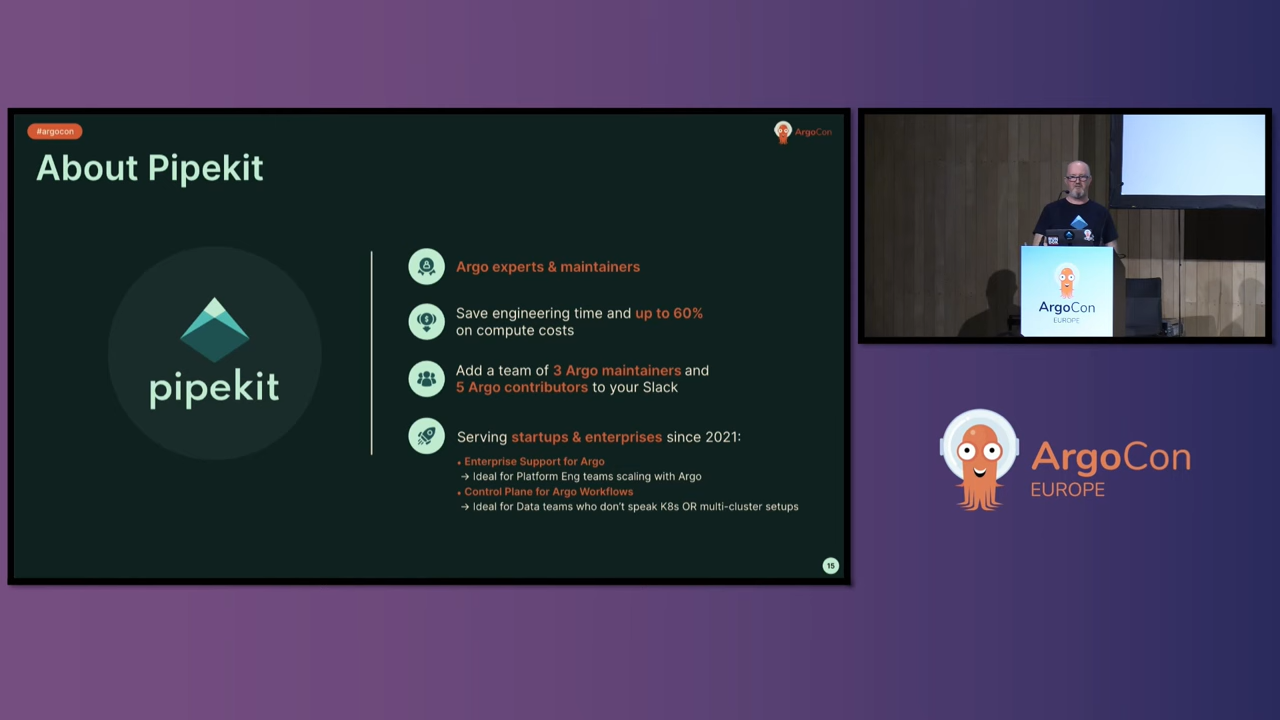 #argocon
ArgoCon
About Pipekit
pipekit
Argo experts & maintainers
Save engineering time and up to 60%
on compute costs
Add a team of 3 Argo maintainers and
5 Argo contributors to your Slack
Serving startups & enterprises since 2021:
• Enterprise Support for Argo
→ Ideal for Platform Eng teams scaling with Argo
• Control Plane for Argo Workflows
→ Ideal for Data teams who don't speak K8s OR multi-cluster setups
15
ArgoCon
EUROPE
ArgoCon
EUROPE